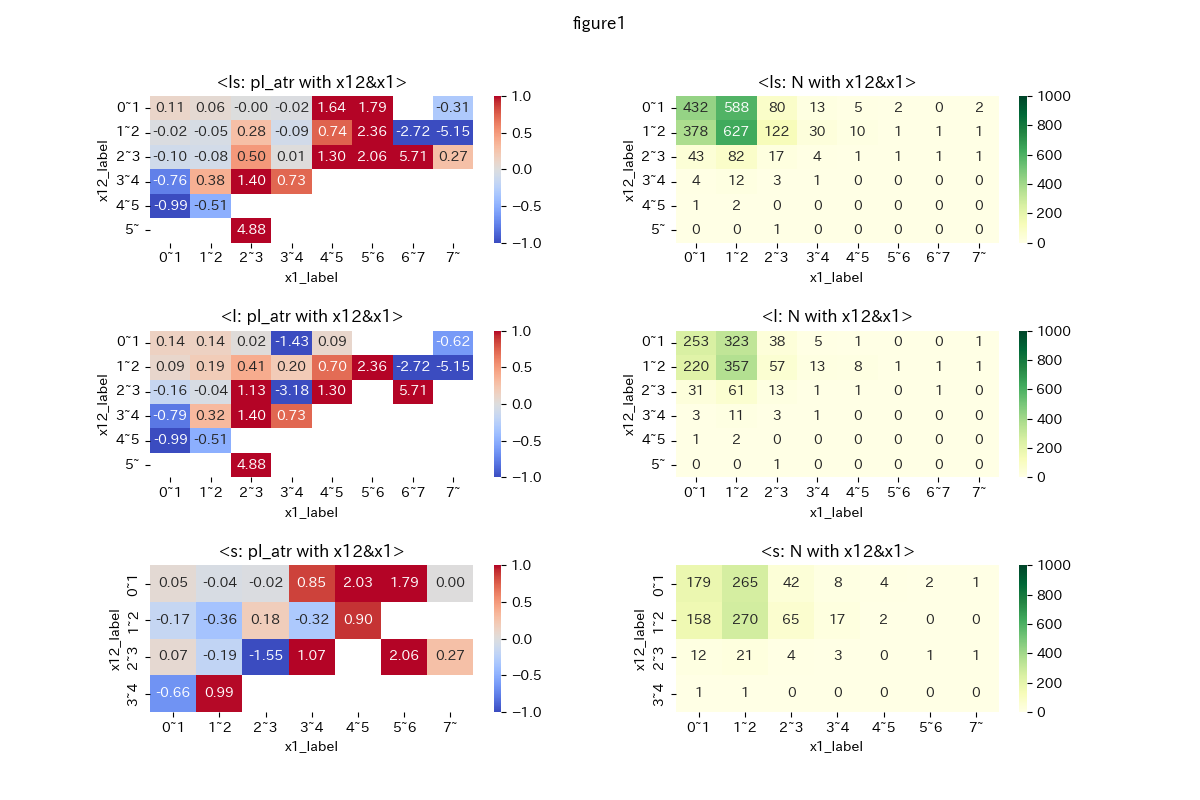 figure1
<ls: pl_atr with x12&x1>
0~1 0.11 0.06 -0.00 -0.02 1.64 1.79 -0.31
1~2 -0.02 -0.05 0.28 -0.09 0.74 2.36 -2.72 -5.15
2~3 -0.10 -0.08 0.50 0.01 1.30 2.06 5.71 0.27
3~4 -0.76 0.38 1.40 0.73
4~5 -0.99 -0.51
5~ 4.88
0~1 1~2 2~3 3~4 4~5 5~6 6~7 7~
x1_label
x12_label
1.0
0.5
0.0
−0.5
−1.0
<ls: N with x12&x1>
0~1 432 588 80 13 5 2 0 2
1~2 378 627 122 30 10 1 1 1
2~3 43 82 17 4 1 1 1 1
3~4 4 12 3 1 0 0 0 0
4~5 1 2 0 0 0 0 0 0
5~ 0 0 1 0 0 0 0 0
0~1 1~2 2~3 3~4 4~5 5~6 6~7 7~
x1_label
x12_label
1000
800
600
400
200
0
<l: pl_atr with x12&x1>
0~1 0.14 0.14 0.02 -1.43 0.09 -0.62
1~2 0.09 0.19 0.41 0.20 0.70 2.36 -2.72 -5.15
2~3 -0.16 -0.04 1.13 -3.18 1.30 5.71
3~4 -0.79 0.32 1.40 0.73
4~5 -0.99 -0.51
5~ 4.88
0~1 1~2 2~3 3~4 4~5 5~6 6~7 7~
x1_label
x12_label
1.0
0.5
0.0
−0.5
−1.0
<l: N with x12&x1>
0~1 253 323 38 5 1 0 0 1
1~2 220 357 57 13 8 1 1 1
2~3 31 61 13 1 1 0 1 0
3~4 3 11 3 1 0 0 0 0
4~5 1 2 0 0 0 0 0 0
5~ 0 0 1 0 0 0 0 0
0~1 1~2 2~3 3~4 4~5 5~6 6~7 7~
x1_label
x12_label
1000
800
600
400
200
0
<s: pl_atr with x12&x1>
0~1 0.05 -0.04 -0.02 0.85 2.03 1.79 0.00
1~2 -0.17 -0.36 0.18 -0.32 0.90
2~3 0.07 -0.19 -1.55 1.07 2.06 0.27
3~4 -0.66 0.99
0~1 1~2 2~3 3~4 4~5 5~6 7~
x1_label
x12_label
1.0
0.5
0.0
−0.5
−1.0
<s: N with x12&x1>
0~1 179 265 42 8 4 2 1
1~2 158 270 65 17 2 0 0
2~3 12 21 4 3 0 1 1
3~4 1 1 0 0 0 0 0
0~1 1~2 2~3 3~4 4~5 5~6 7~
x1_label
x12_label
1000
800
600
400
200
0